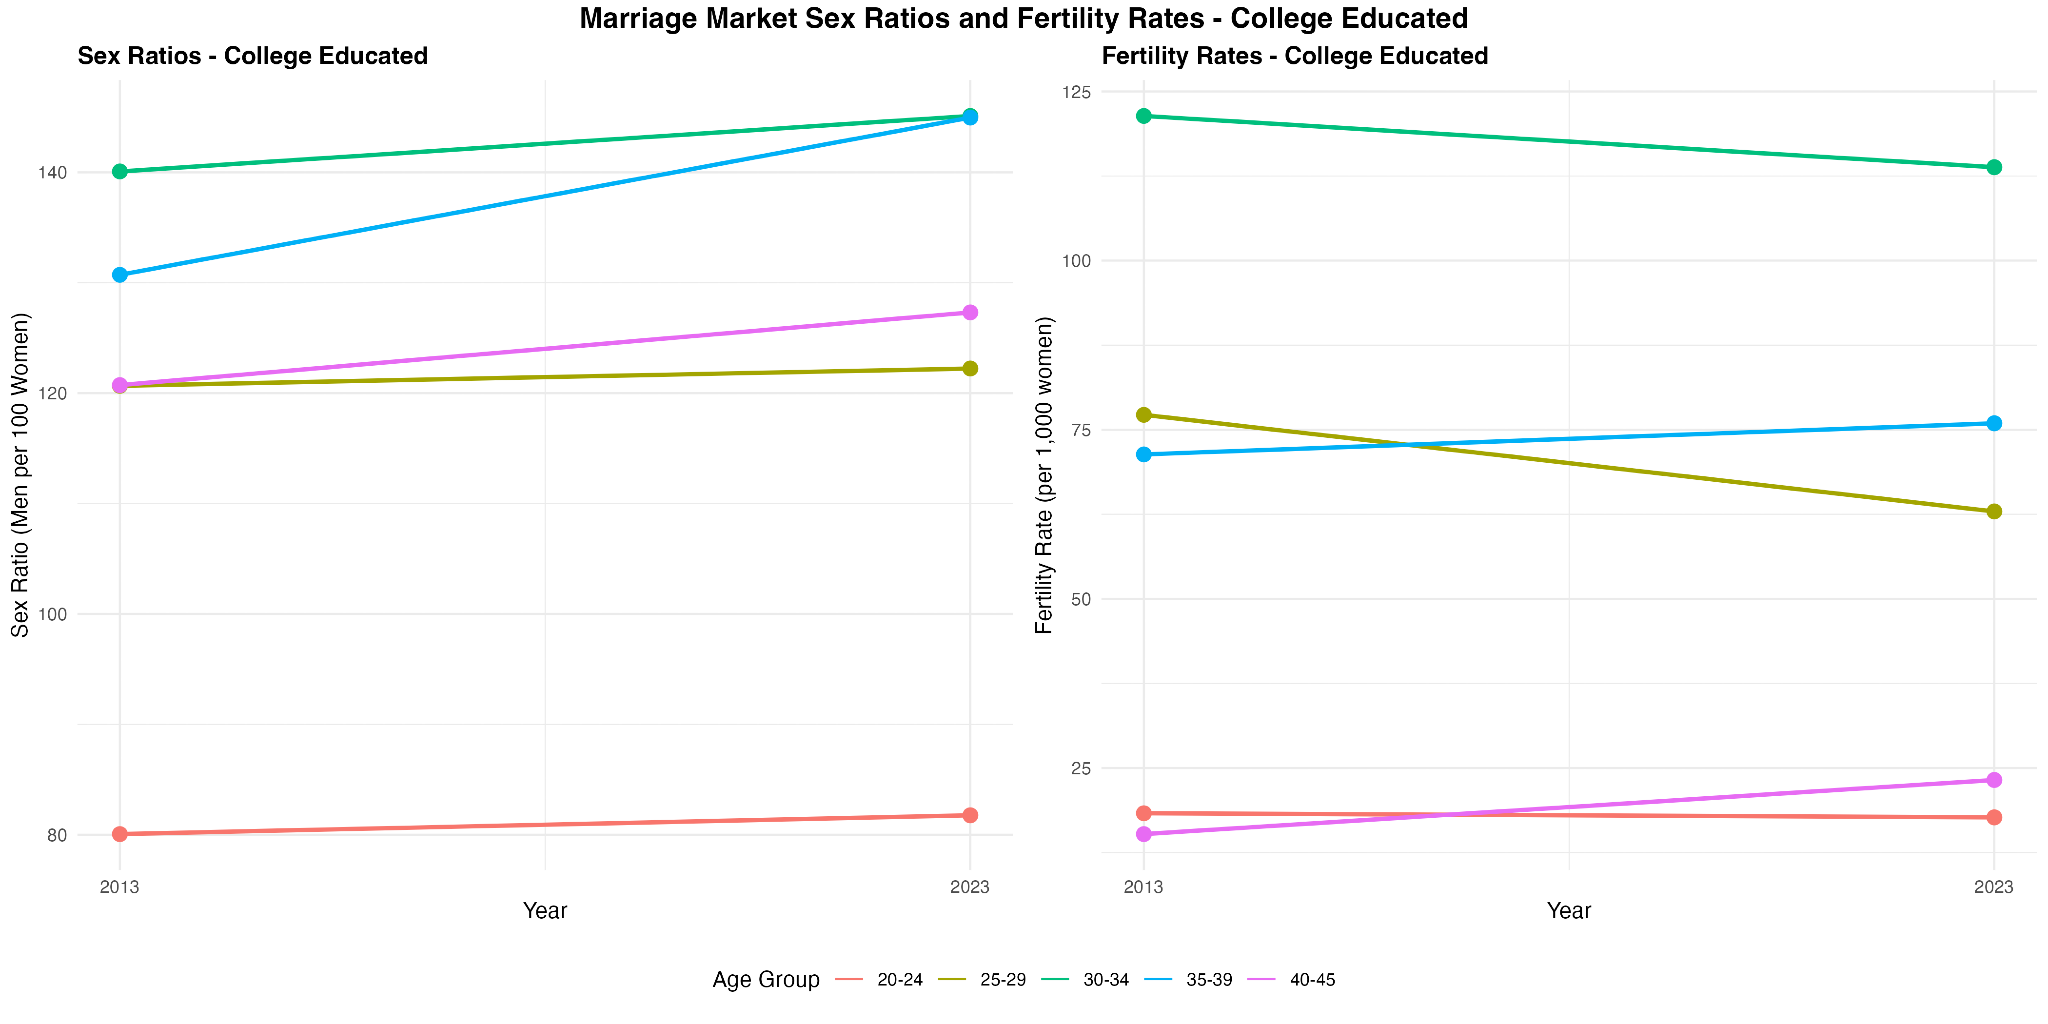 Marriage Market Sex Ratios and Fertility Rates - College Educated
Sex Ratios - College Educated
Sex Ratio (Men per 100 Women)
140
120
100
80
2013
2023
Year
Fertility Rates - College Educated
Fertility Rate (per 1,000 women)
125
100
75
50
25
2013
2023
Year
Age Group 20-24 25-29 30-34 35-39 40-45